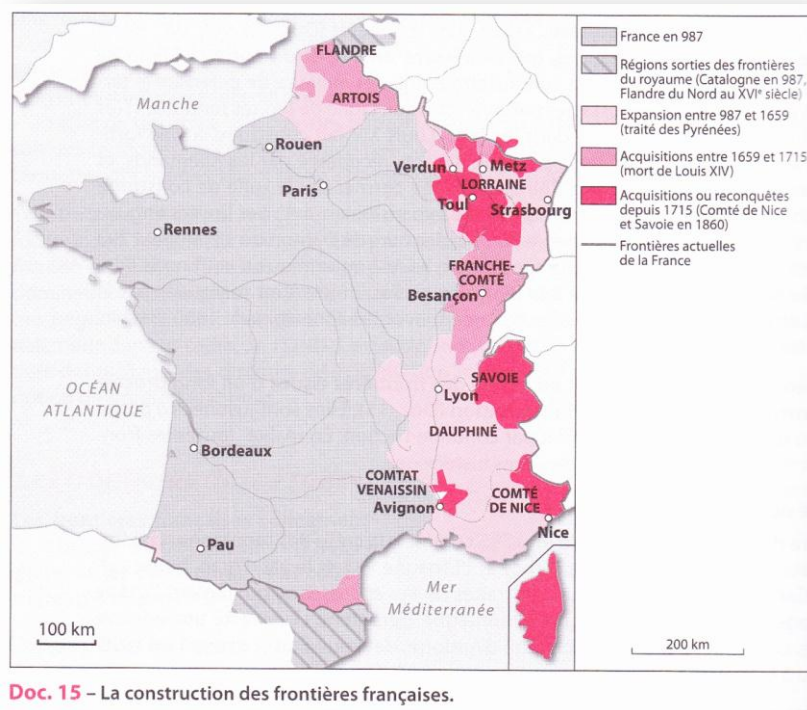 FLANDRE
ARTOIS
Manche
Rouen
Verdun
Metz
LORRAINE
Paris
Toul
Strasbourg
Rennes
FRANCHE-
COMTÉ
Besançon
OCÉAN
ATLANTIQUE
SAVOIE
Lyon
DAUPHINÉ
Bordeaux
COMTAT
VENAISSIN
Avignon
COMTÉ
DE NICE
Nice
Pau
Mer
Méditerranée
100 km
200 km
France en 987
Régions sorties des frontières
du royaume (Catalogne en 987,
Flandre du Nord au XVIe siècle)
Expansion entre 987 et 1659
(traité des Pyrénées)
Acquisitions entre 1659 et 1715
(mort de Louis XIV)
Acquisitions ou reconquêtes
depuis 1715 (Comté de Nice
et Savoie en 1860)
Frontières actuelles
de la France
Doc. 15 – La construction des frontières françaises.